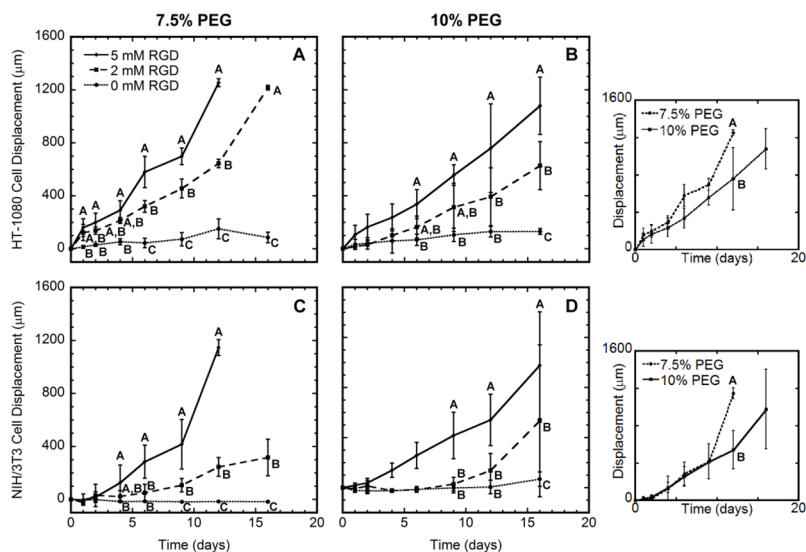 7.5% PEG
10% PEG
HT-1080 Cell Displacement (μm)
1600
1200
800
400
0
5 mM RGD
2 mM RGD
0 mM RGD
A
A
A
A
A
A
A
A
A,B
A,B
B
B
B
B
B
B
C
C
C
C
B
A
A
A
A
A
A,B
A,B
B
B
B
B
B
C
Displacement (μm)
1600
0
0
20
Time (days)
7.5% PEG
10% PEG
A
B
NIH/3T3 Cell Displacement (μm)
1200
800
400
0
C
A
A
A
A
A,B
B
B
B
B
B
B
C
C
C
0
5
10
15
20
Time (days)
D
A
A
A
B
B
B
B
B
C
0
5
10
15
20
Time (days)
Displacement (μm)
1600
0
0
20
Time (days)
7.5% PEG
10% PEG
A
B